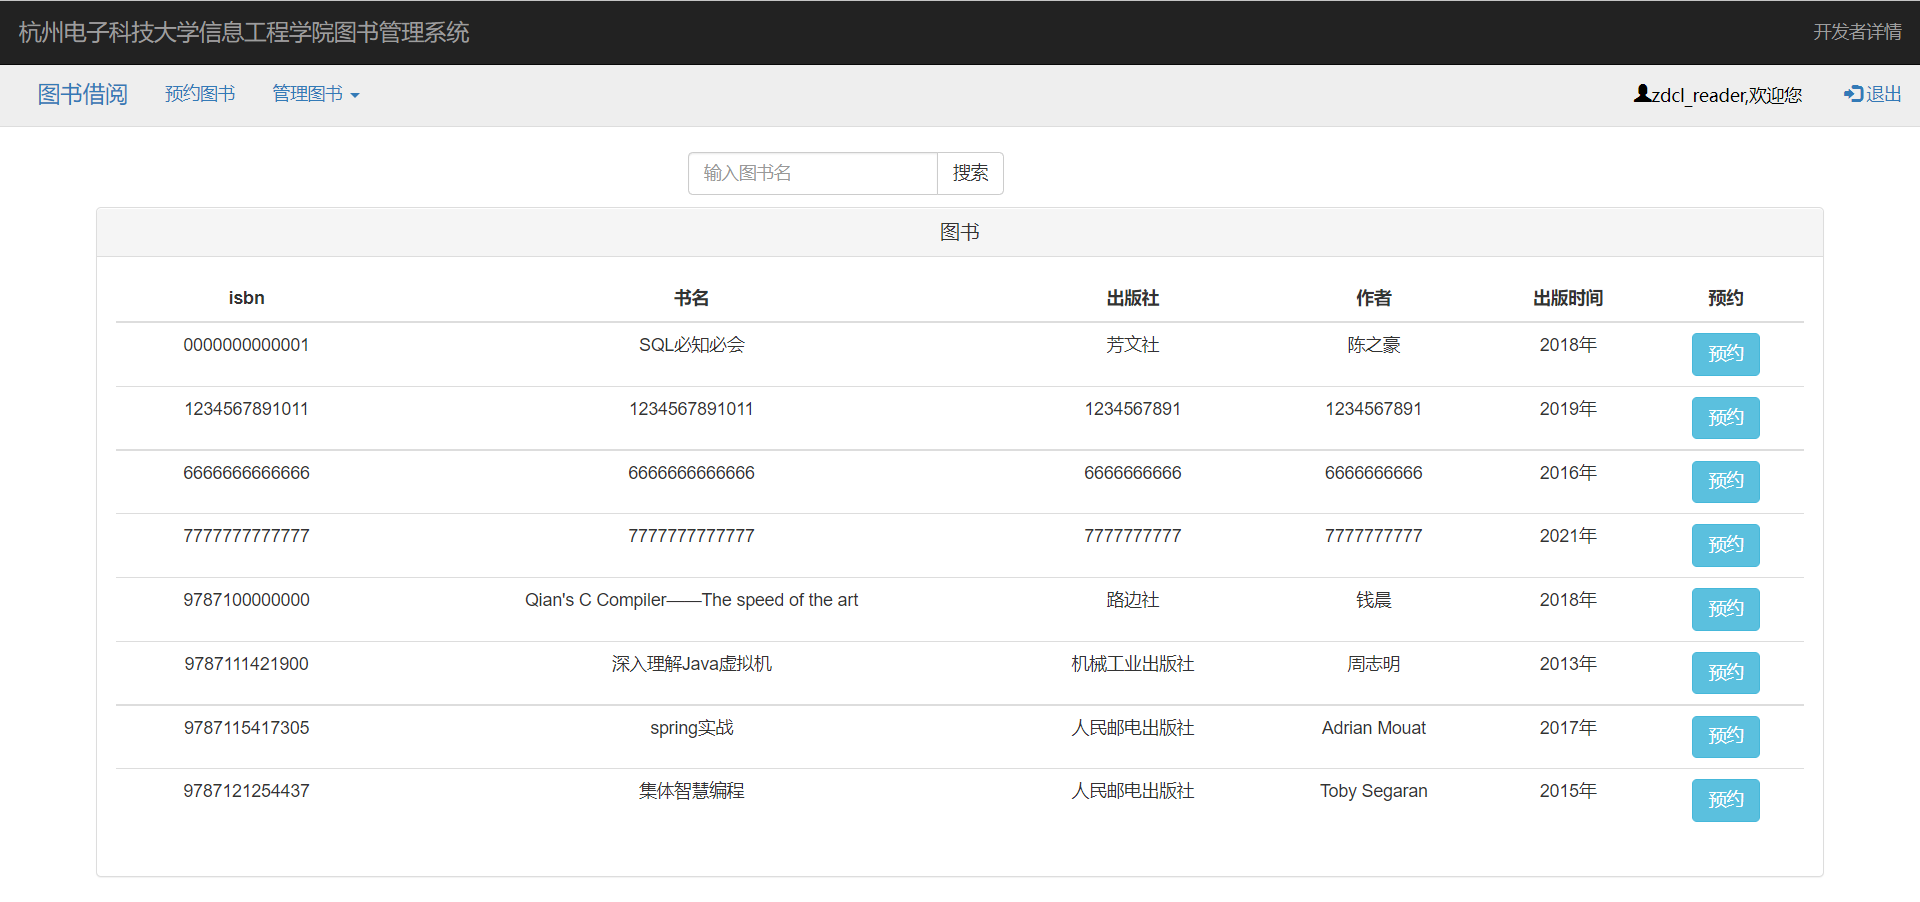 杭州电子科技大学信息工程学院图书管理系统 开发者详情
图书借阅 预约图书 管理图书 zdcl_reader,欢迎您 退出
输入图书名 搜索
图书
isbn 书名 出版社 作者 出版时间 预约
0000000000001 SQL必知必会 芳文社 陈之豪 2018年 预约
1234567891011 1234567891011 1234567891 1234567891 2019年 预约
6666666666666 6666666666666 6666666666 6666666666 2016年 预约
7777777777777 7777777777777 7777777777 7777777777 2021年 预约
9787100000000 Qian's C Compiler——The speed of the art 路边社 钱晨 2018年 预约
9787111421900 深入理解Java虚拟机 机械工业出版社 周志明 2013年 预约
9787115417305 spring实战 人民邮电出版社 Adrian Mouat 2017年 预约
9787121254437 集体智慧编程 人民邮电出版社 Toby Segaran 2015年 预约